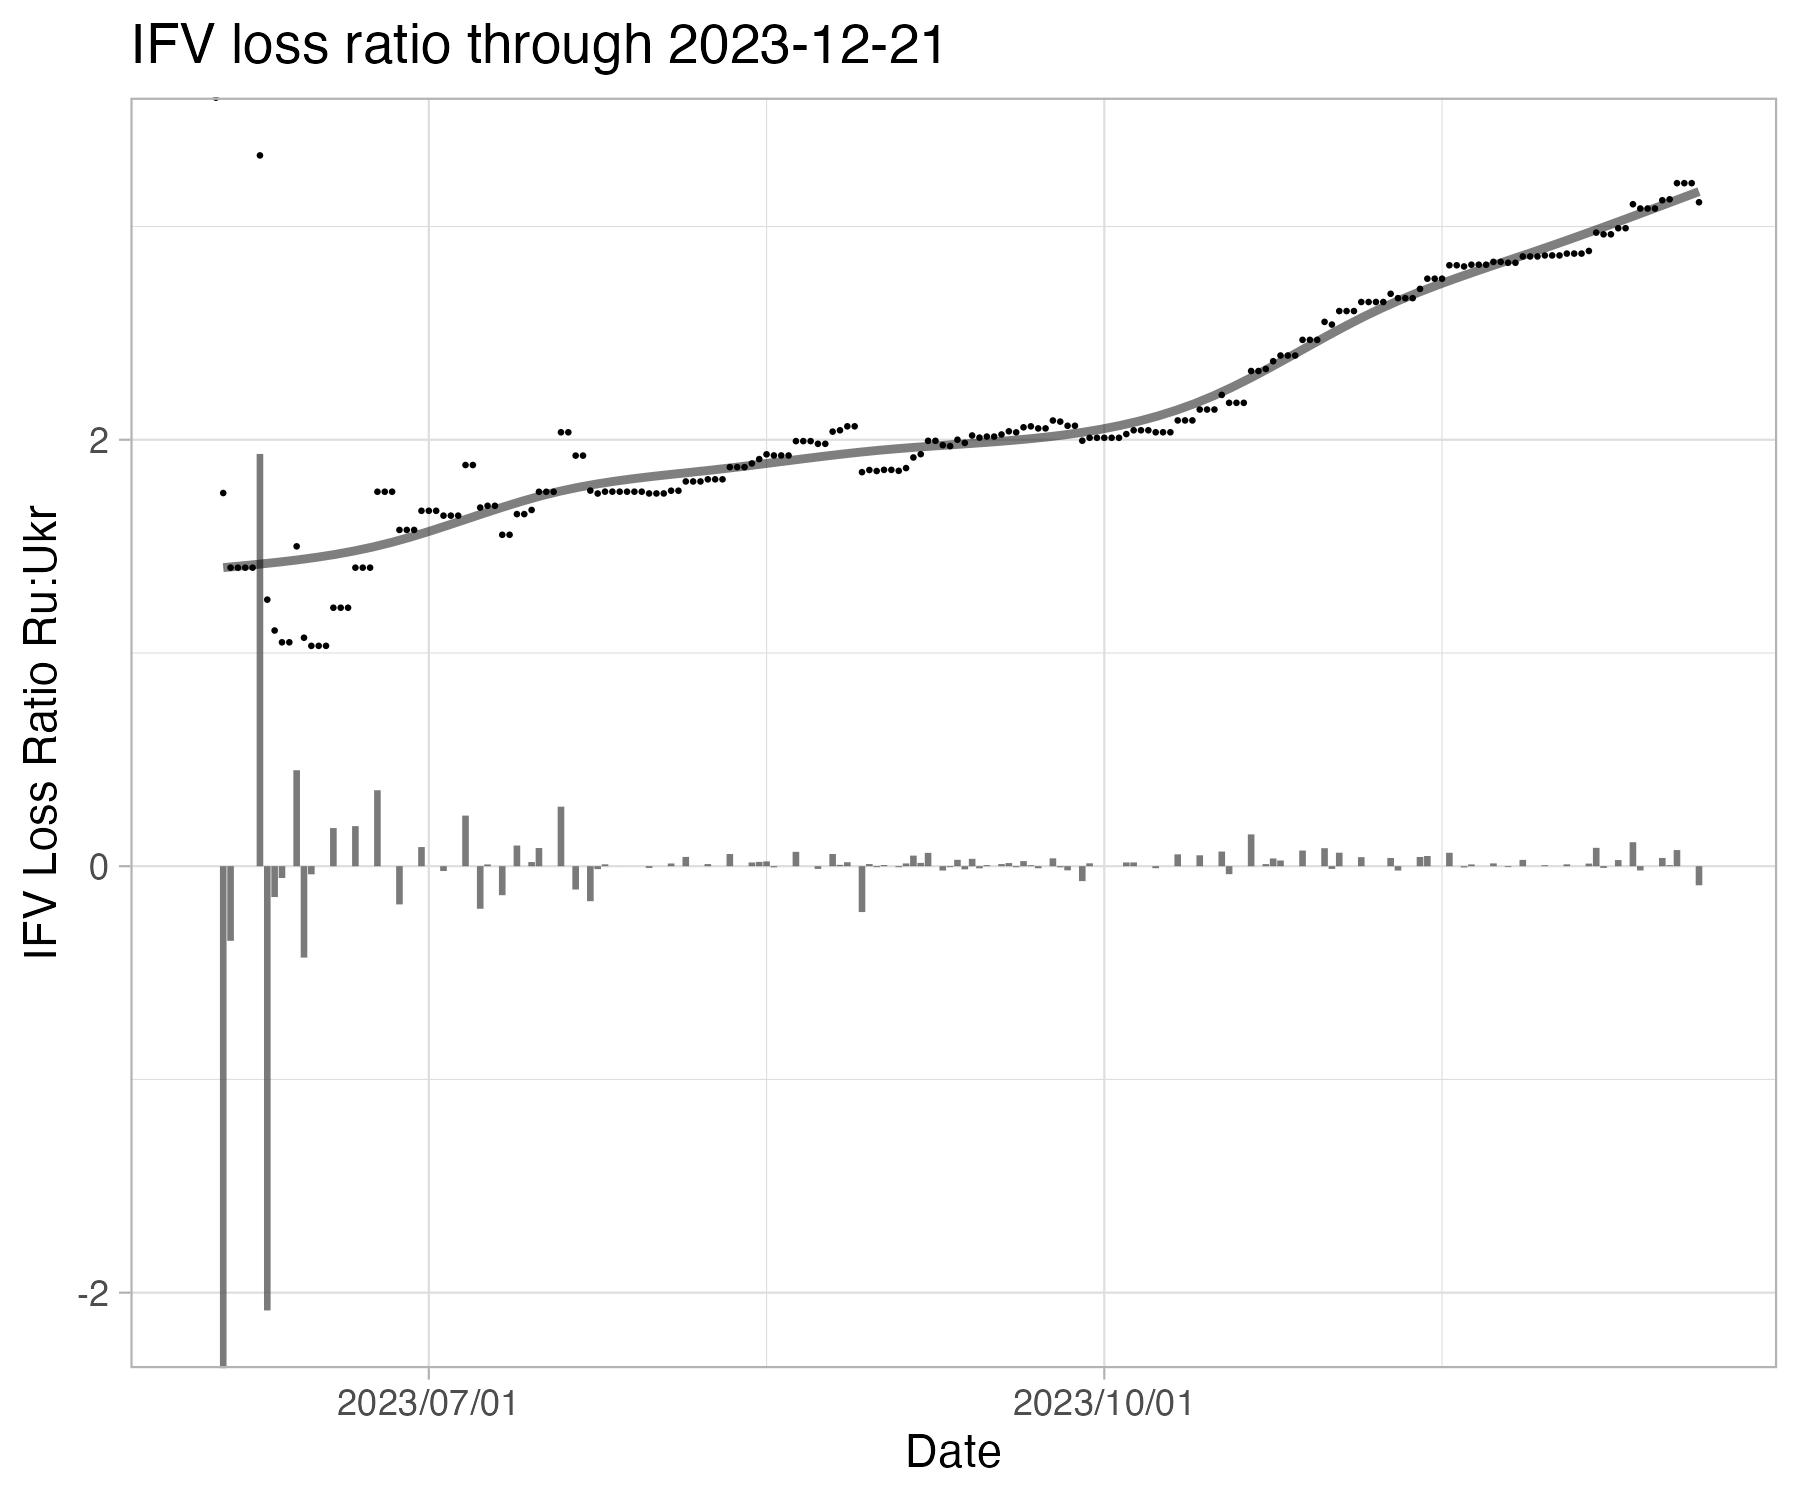 IFV loss ratio through 2023-12-21
IFV Loss Ratio Ru:Ukr
2
0
-2
2023/07/01
2023/10/01
Date